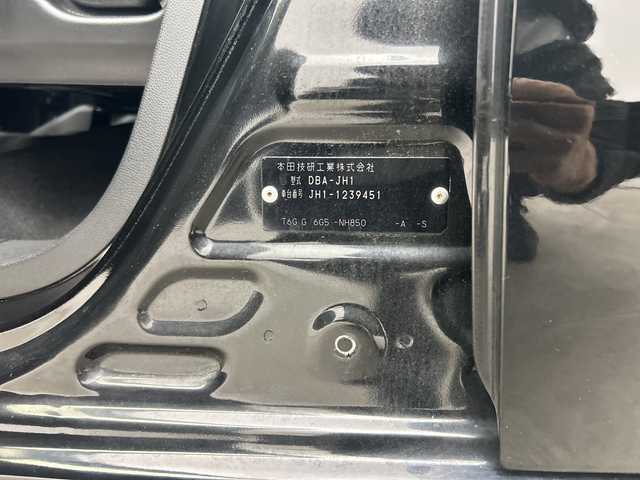 本田技研工業株式会社
型式 DBA-JH1
車台番号 JH1-1239451
T6G G 6G5 -NH850 -A -S